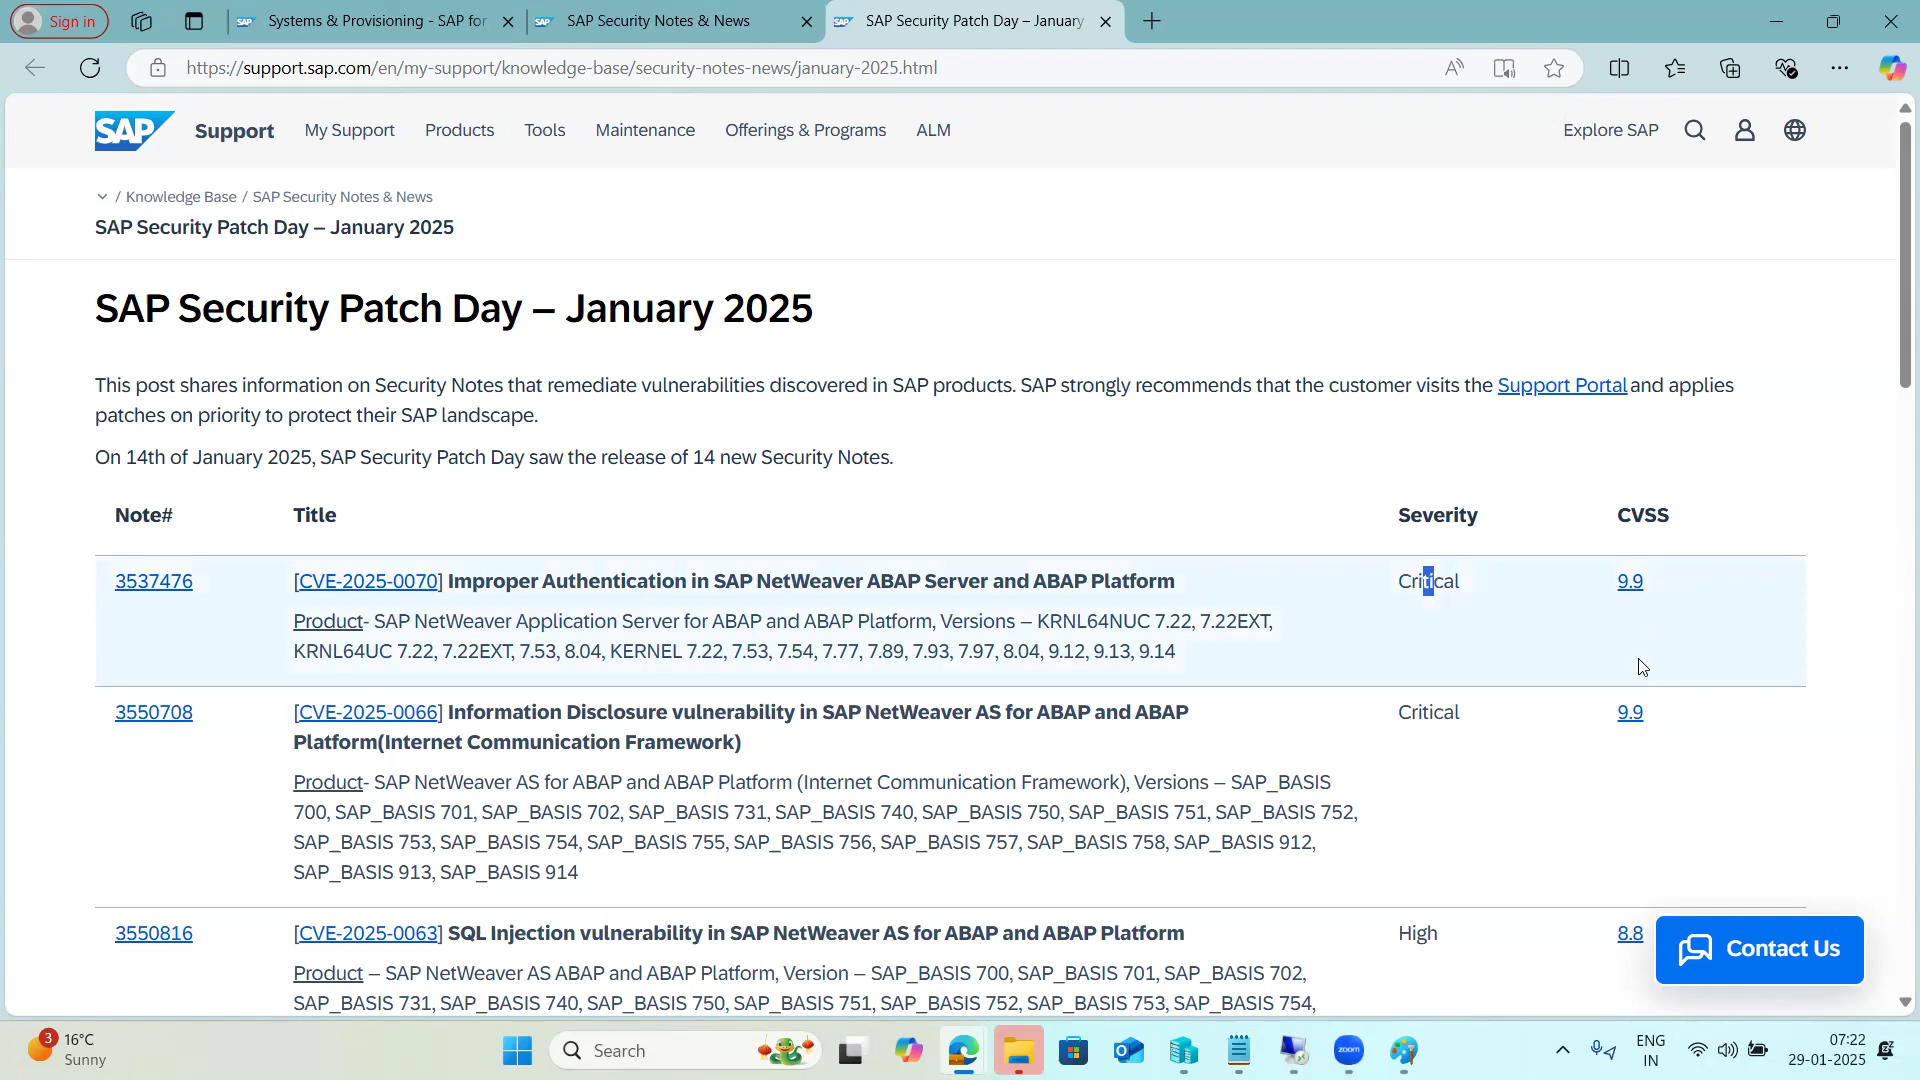 Sign in
SAP Systems & Provisioning - SAP for
SAP SAP Security Notes & News
SAP SAP Security Patch Day – January
https://support.sap.com/en/my-support/knowledge-base/security-notes-news/january-2025.html
SAP Support My Support Products Tools Maintenance Offerings & Programs ALM Explore SAP
/ Knowledge Base / SAP Security Notes & News
SAP Security Patch Day – January 2025
SAP Security Patch Day – January 2025
This post shares information on Security Notes that remediate vulnerabilities discovered in SAP products. SAP strongly recommends that the customer visits the Support Portal and applies
patches on priority to protect their SAP landscape.
On 14th of January 2025, SAP Security Patch Day saw the release of 14 new Security Notes.
Note# Title Severity CVSS
3537476 [CVE-2025-0070] Improper Authentication in SAP NetWeaver ABAP Server and ABAP Platform Critical 9.9
Product- SAP NetWeaver Application Server for ABAP and ABAP Platform, Versions – KRNL64NUC 7.22, 7.22EXT,
KRNL64UC 7.22, 7.22EXT, 7.53, 8.04, KERNEL 7.22, 7.53, 7.54, 7.77, 7.89, 7.93, 7.97, 8.04, 9.12, 9.13, 9.14
3550708 [CVE-2025-0066] Information Disclosure vulnerability in SAP NetWeaver AS for ABAP and ABAP Critical 9.9
Platform(Internet Communication Framework)
Product- SAP NetWeaver AS for ABAP and ABAP Platform (Internet Communication Framework), Versions – SAP_BASIS
700, SAP_BASIS 701, SAP_BASIS 702, SAP_BASIS 731, SAP_BASIS 740, SAP_BASIS 750, SAP_BASIS 751, SAP_BASIS 752,
SAP_BASIS 753, SAP_BASIS 754, SAP_BASIS 755, SAP_BASIS 756, SAP_BASIS 757, SAP_BASIS 758, SAP_BASIS 912,
SAP_BASIS 913, SAP_BASIS 914
3550816 [CVE-2025-0063] SQL Injection vulnerability in SAP NetWeaver AS for ABAP and ABAP Platform High 8.8
Product – SAP NetWeaver AS ABAP and ABAP Platform, Version – SAP_BASIS 700, SAP_BASIS 701, SAP_BASIS 702,
SAP_BASIS 731, SAP_BASIS 740, SAP_BASIS 750, SAP_BASIS 751, SAP_BASIS 752, SAP_BASIS 753, SAP_BASIS 754,
Contact Us
3
16°C
Sunny
Search
zoom
ENG
IN
07:22
29-01-2025